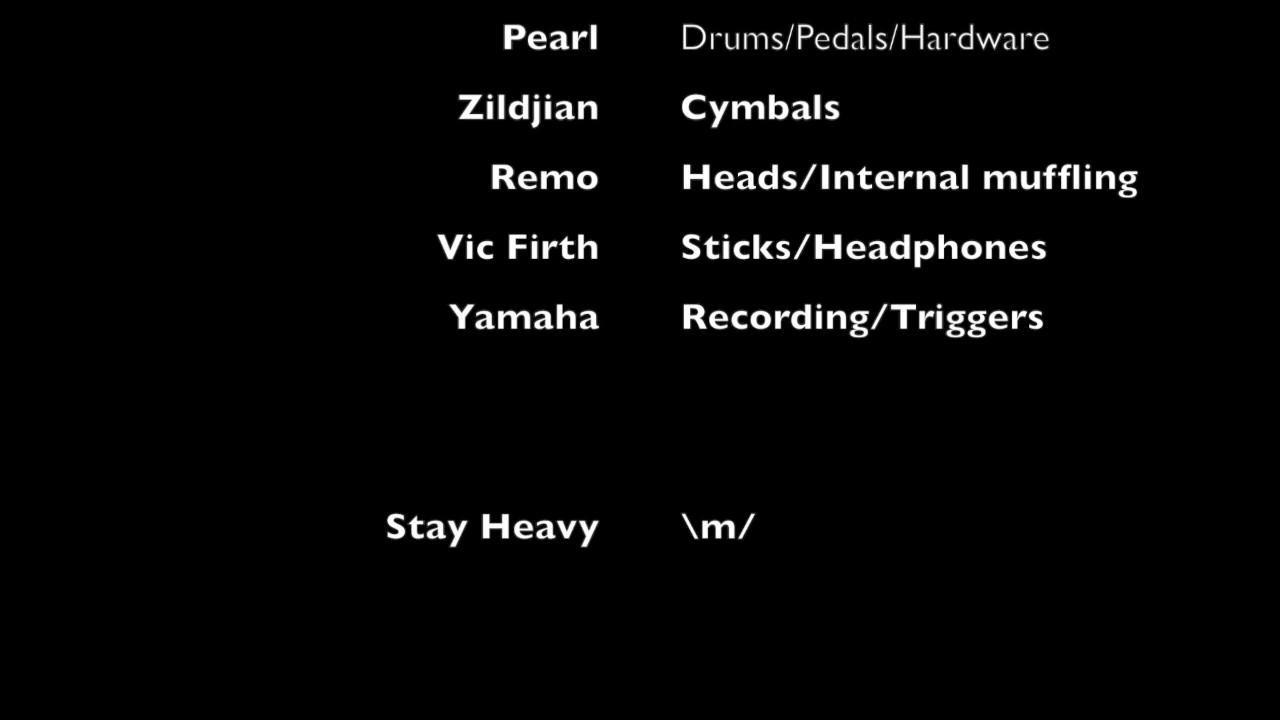 Pearl Drums/Pedals/Hardware
Zildjian Cymbals
Remo Heads/Internal muffling
Vic Firth Sticks/Headphones
Yamaha Recording/Triggers
Stay Heavy \m/